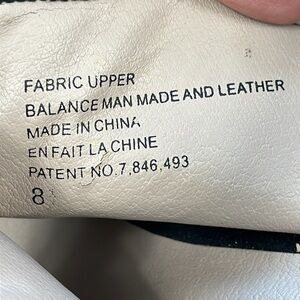 FABRIC UPPER
BALANCE MAN MADE AND LEATHER
MADE IN CHINA
EN FAIT LA CHINE
PATENT NO.7,846,493
8